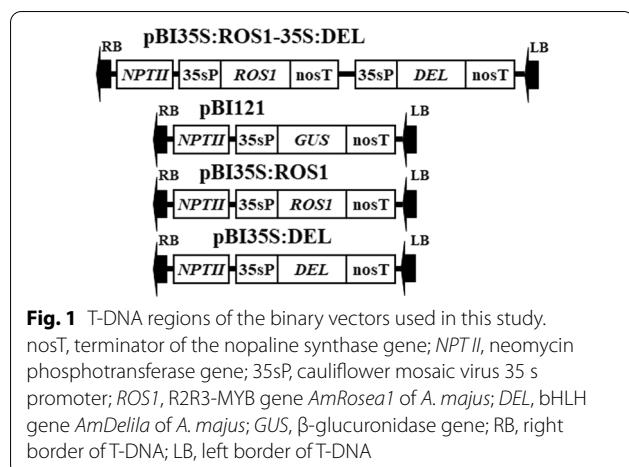 pBI35S:ROS1-35S:DEL
RB LB
NPTII 35sP ROS1 nosT 35sP DEL nosT
pBI121
RB LB
NPTII 35sP GUS nosT
pBI35S:ROS1
RB LB
NPTII 35sP ROS1 nosT
pBI35S:DEL
RB LB
NPTII 35sP DEL nosT
Fig. 1 T-DNA regions of the binary vectors used in this study.
nosT, terminator of the nopaline synthase gene; NPT II, neomycin
phosphotransferase gene; 35sP, cauliflower mosaic virus 35 s
promoter; ROS1, R2R3-MYB gene AmRosea1 of A. majus; DEL, bHLH
gene AmDelila of A. majus; GUS, β-glucuronidase gene; RB, right
border of T-DNA; LB, left border of T-DNA